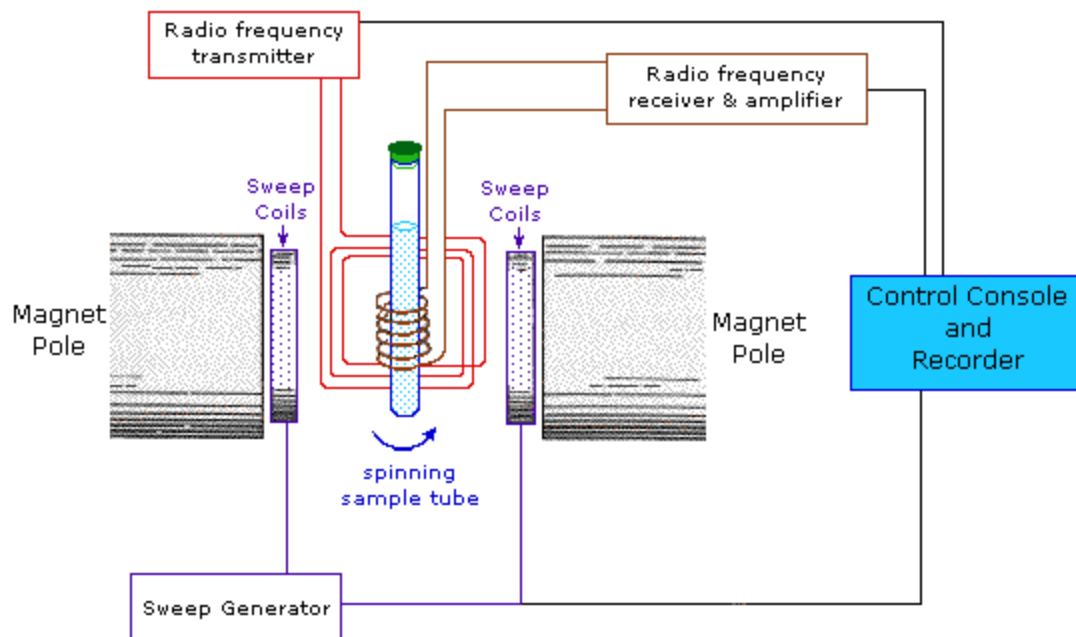 Radio frequency
transmitter
Radio frequency
receiver & amplifier
Sweep
Coils
Sweep
Coils
Magnet
Pole
Magnet
Pole
Control Console
and
Recorder
spinning
sample tube
Sweep Generator